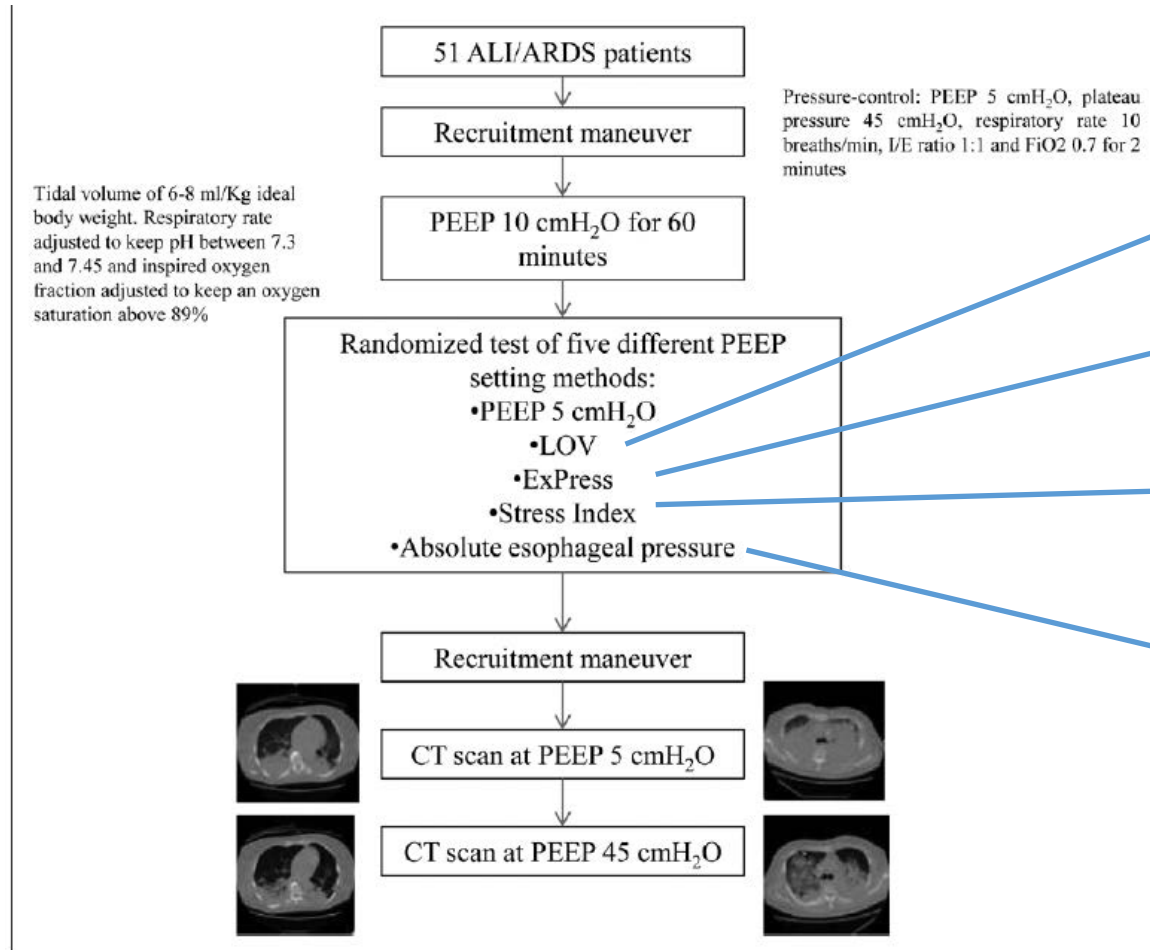 51 ALI/ARDS patients
Recruitment maneuver
Pressure-control: PEEP 5 cmH₂O, plateau
pressure 45 cmH₂O, respiratory rate 10
breaths/min, I/E ratio 1:1 and FiO2 0.7 for 2
minutes
Tidal volume of 6-8 ml/Kg ideal
body weight. Respiratory rate
adjusted to keep pH between 7.3
and 7.45 and inspired oxygen
fraction adjusted to keep an oxygen
saturation above 89%
PEEP 10 cmH₂O for 60
minutes
Randomized test of five different PEEP
setting methods:
•PEEP 5 cmH₂O
•LOV
•ExPress
•Stress Index
•Absolute esophageal pressure
Recruitment maneuver
CT scan at PEEP 5 cmH₂O
CT scan at PEEP 45 cmH₂O